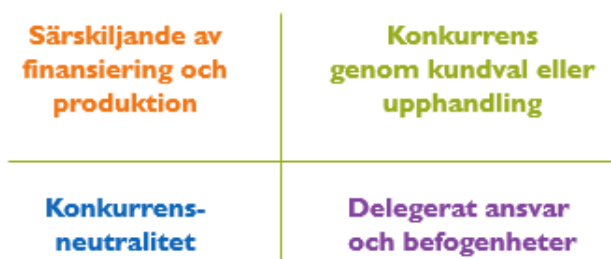 Särskiljande av
finansiering och
produktion
Konkurrens
genom kundval eller
upphandling
Konkurrens-
neutralitet
Delegerat ansvar
och befogenheter